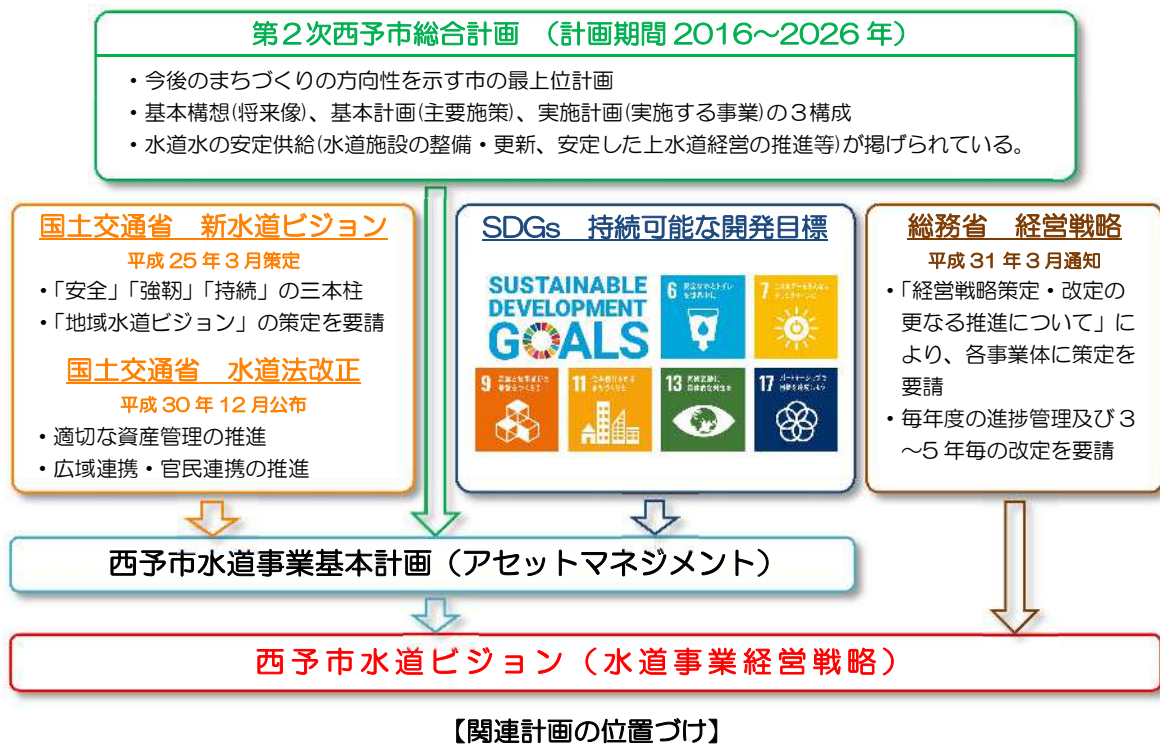 第2次西予市総合計画 (計画期間 2016～2026 年)
・今後のまちづくりの方向性を示す市の最上位計画
・基本構想(将来像)、基本計画(主要施策)、実施計画(実施する事業)の３構成
・水道水の安定供給(水道施設の整備・更新、安定した上水道経営の推進等)が掲げられている。
国土交通省　新水道ビジョン
平成 25 年 3 月策定
・「安全」「強靭」「持続」の三本柱
・「地域水道ビジョン」の策定を要請
国土交通省　水道法改正
平成 30 年 12 月公布
・適切な資産管理の推進
・広域連携・官民連携の推進
SDGs　持続可能な開発目標
SUSTAINABLE
DEVELOPMENT
GOALS
6
7
9
11
13
17
総務省　経営戦略
平成 31 年 3 月通知
・「経営戦略策定・改定の
更なる推進について」に
より、各事業体に策定を
要請
・毎年度の進捗管理及び 3
～5 年毎の改定を要請
西予市水道事業基本計画（アセットマネジメント）
西予市水道ビジョン（水道事業経営戦略）
【関連計画の位置づけ】